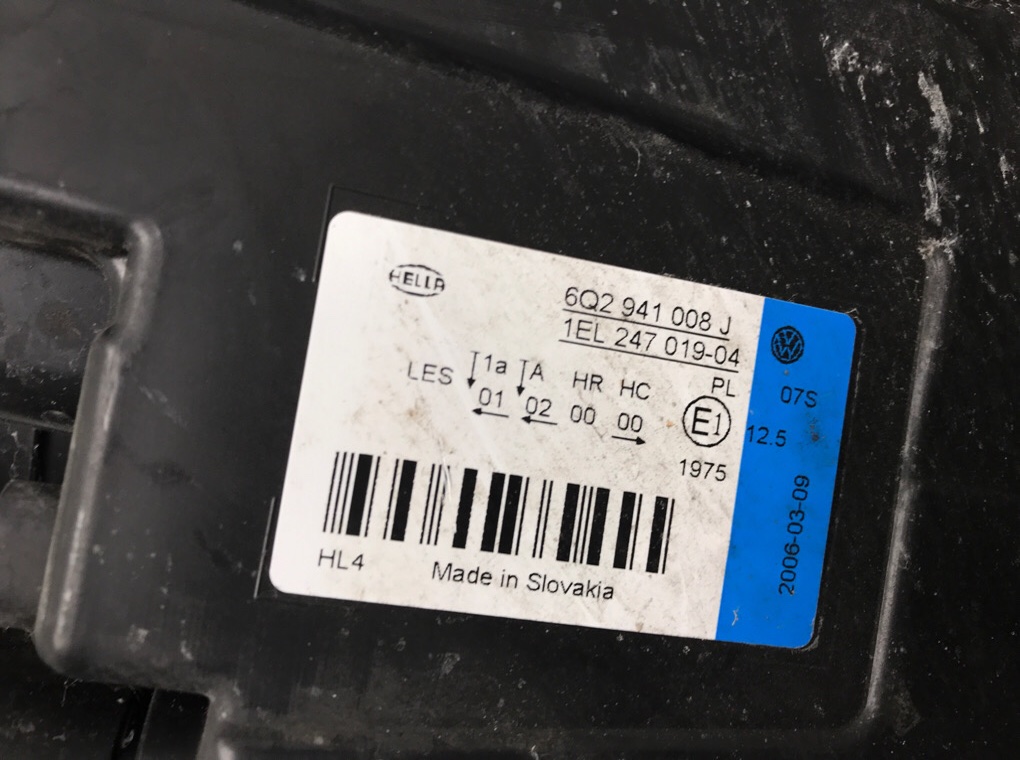 HELLA
6Q2 941 008 J
1EL 247 019-04
LES 1a A HR HC PL
01 02 00 00 E1
1975
07S
12.5
2006-03-09
HL4
Made in Slovakia